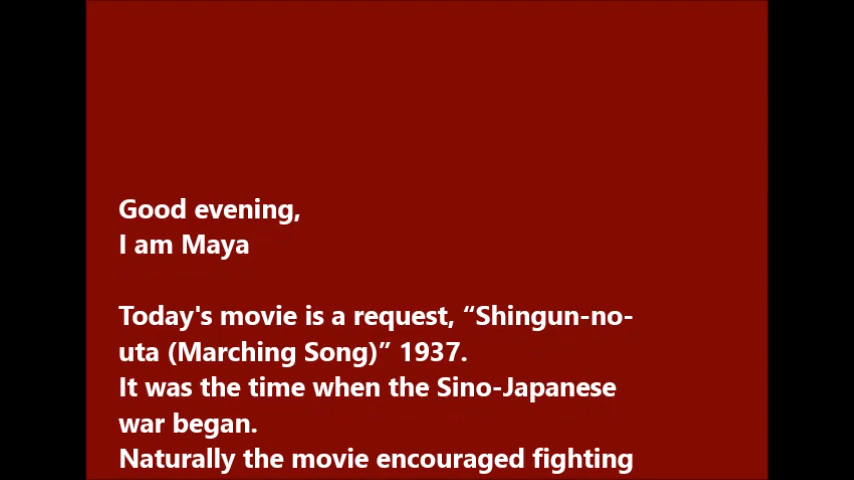 Good evening,
I am Maya
Today's movie is a request, “Shingun-no-
uta (Marching Song)” 1937.
It was the time when the Sino-Japanese
war began.
Naturally the movie encouraged fighting